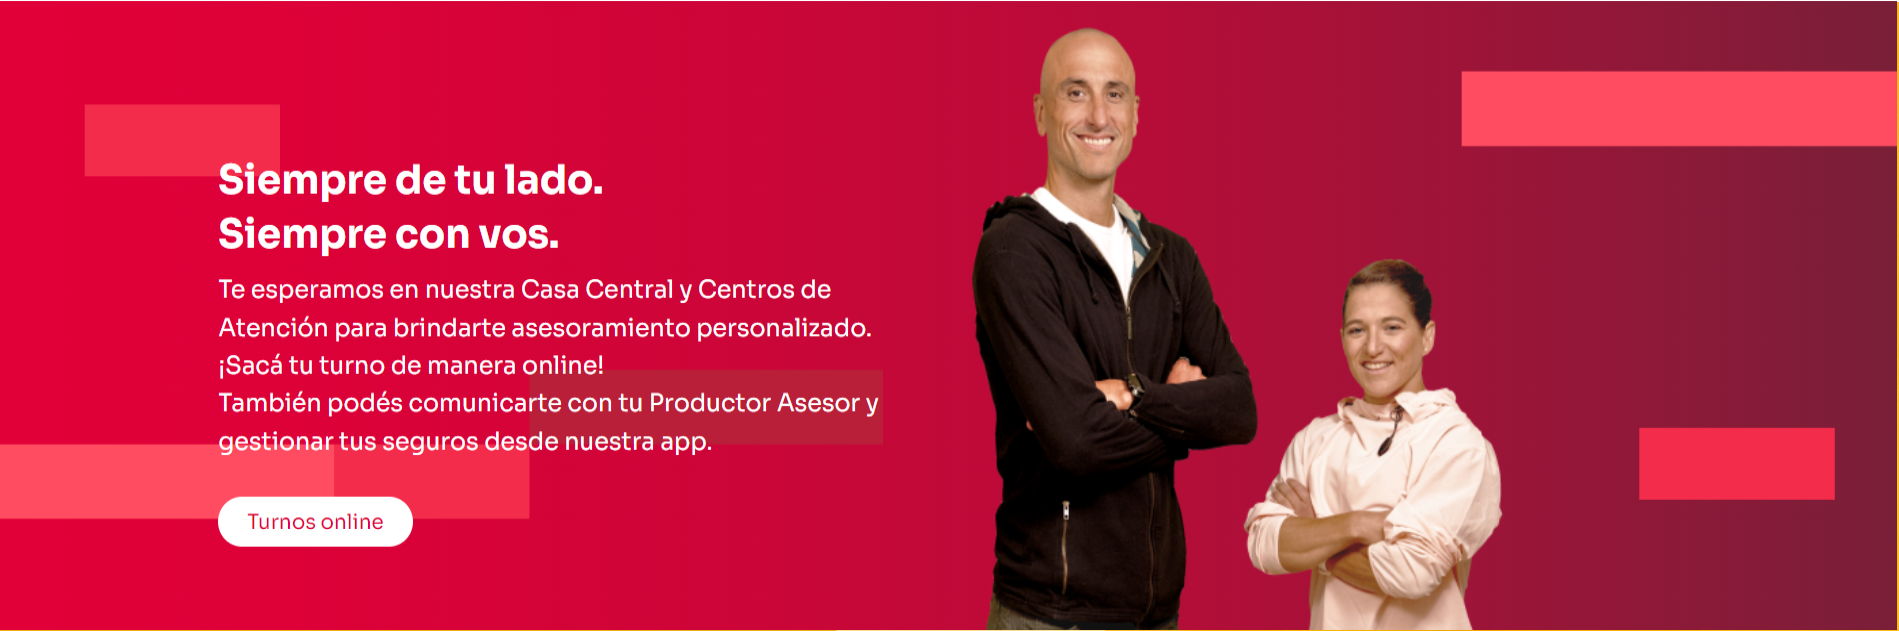 Siempre de tu lado.
Siempre con vos.
Te esperamos en nuestra Casa Central y Centros de
Atención para brindarte asesoramiento personalizado.
¡Sacá tu turno de manera online!
También podés comunicarte con tu Productor Asesor y
gestionar tus seguros desde nuestra app.
Turnos online